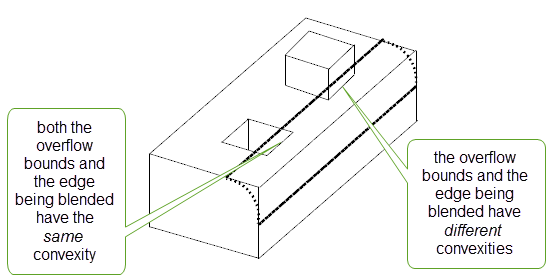 both the
overflow
bounds and
the edge
being blended
have the
same
convexity
the overflow
bounds and the
edge being
blended have
different
convexities